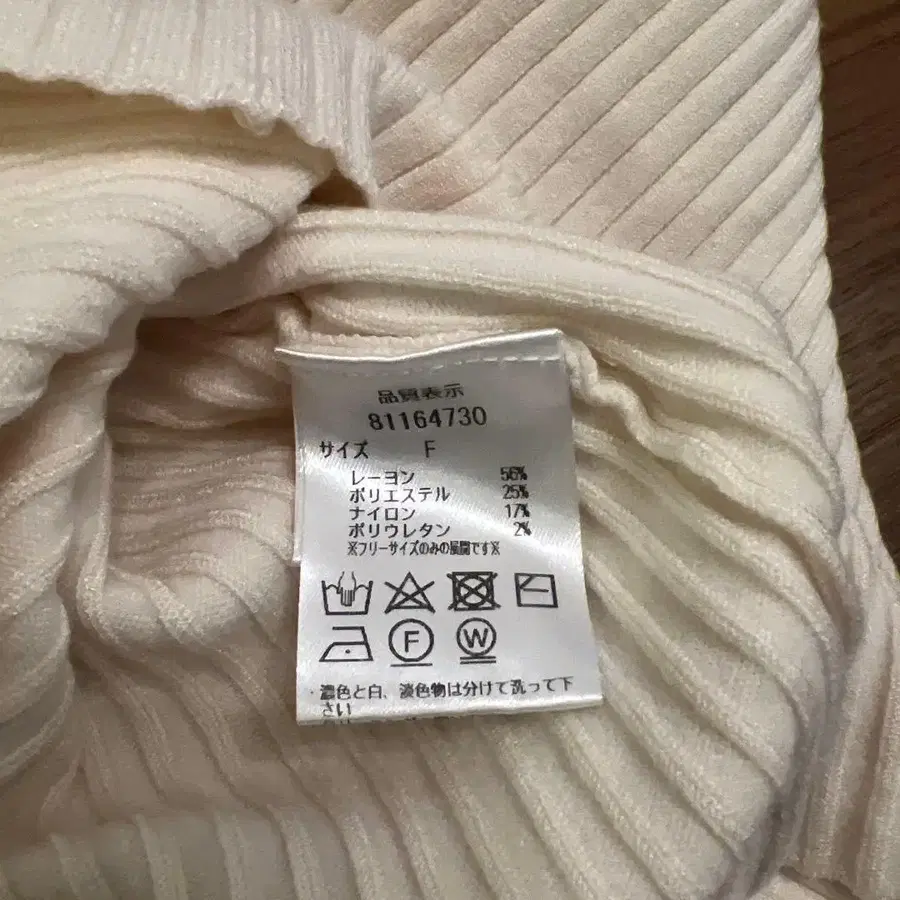 品質表示
81164730
サイズ F
レーヨン 56%
ポリエステル 25%
ナイロン 17%
ポリウレタン 2%
※フリーサイズのみの展開です※
F W
・濃色と白、淡色物は分けて洗って下
さい